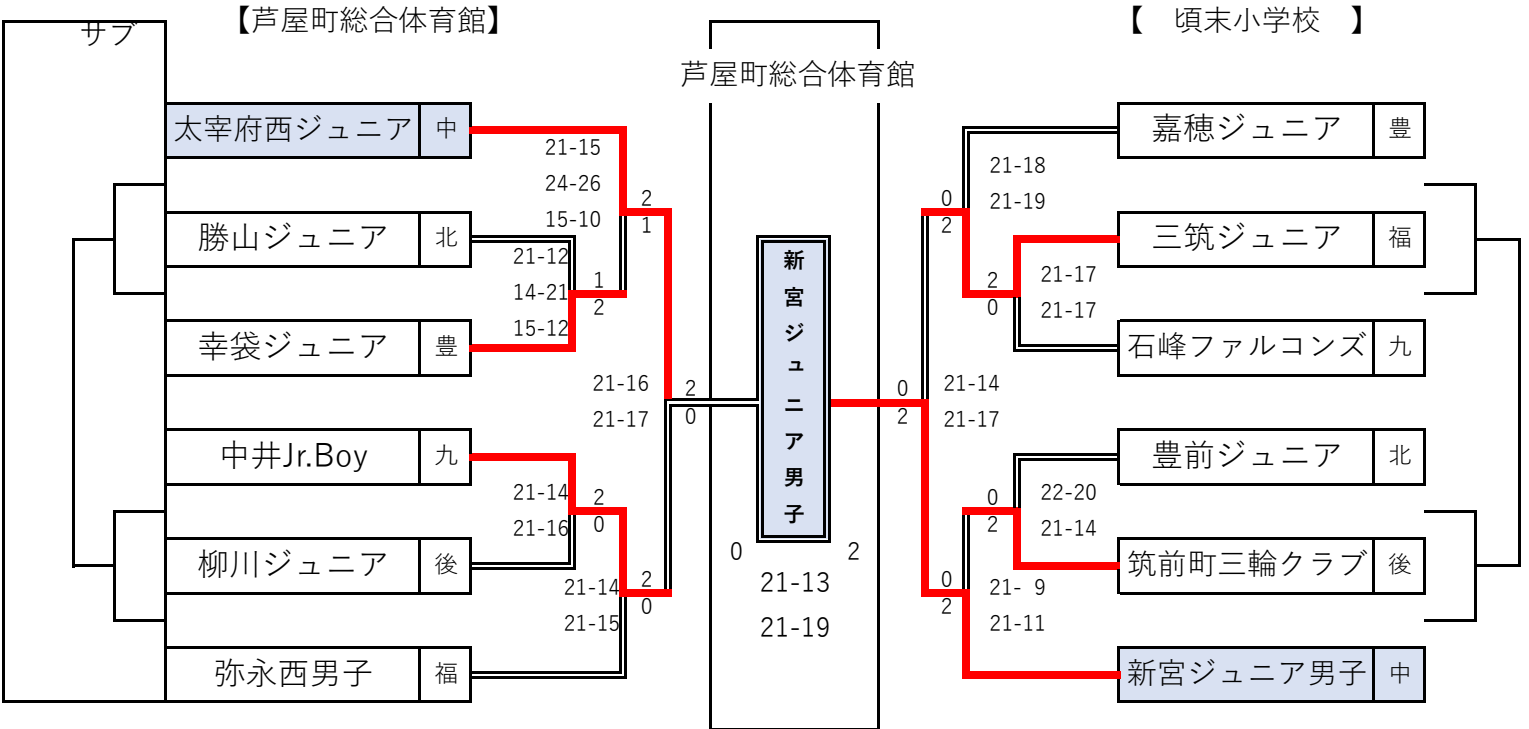 サブ
【芦屋町総合体育館】
芦屋町総合体育館
【　頃末小学校　】
太宰府西ジュニア 中
21-15
24-26
15-10
2
1
勝山ジュニア 北
21-12
14-21
15-12
1
2
幸袋ジュニア 豊
21-16
21-17
2
0
中井Jr.Boy 九
21-14
21-16
2
0
柳川ジュニア 後
21-14
21-15
2
0
弥永西男子 福
新宮ジュニア男子
0 2
21-13
21-19
嘉穂ジュニア 豊
21-18
21-19
0
2
三筑ジュニア 福
21-17
21-17
2
0
石峰ファルコンズ 九
21-14
21-17
0
2
豊前ジュニア 北
22-20
21-14
0
2
筑前町三輪クラブ 後
21- 9
21-11
0
2
新宮ジュニア男子 中